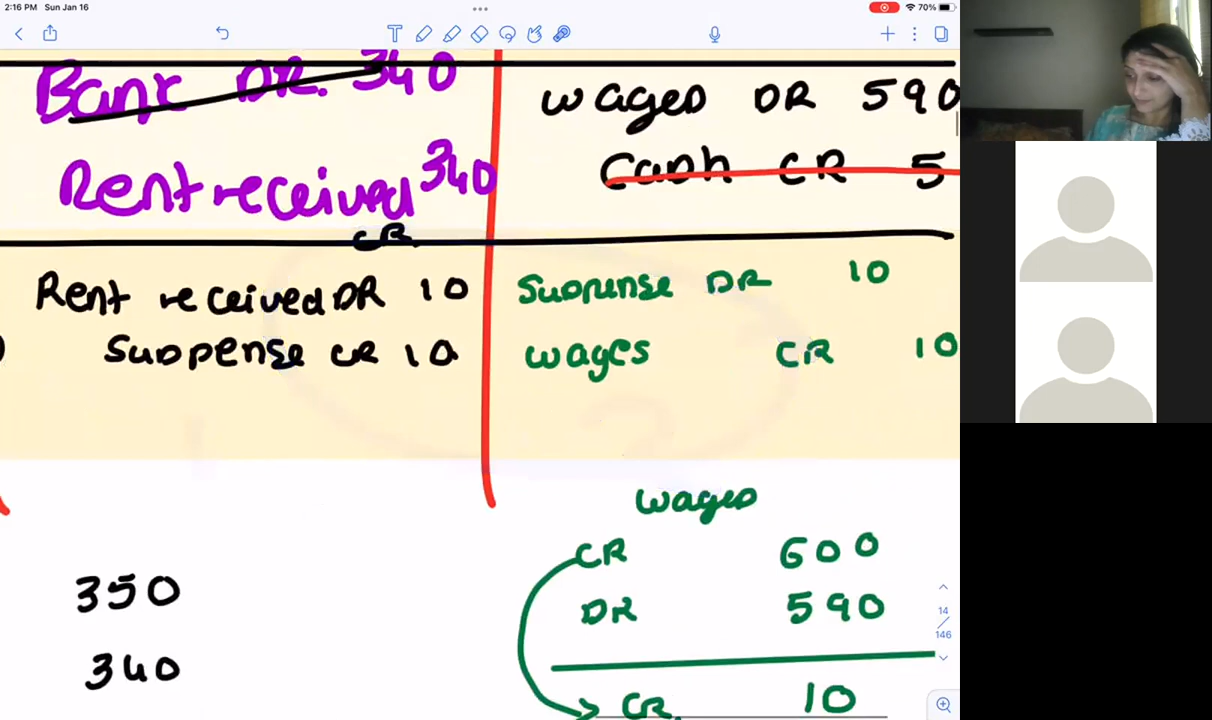 2:16 PM Sun Jan 16
70%
T
Bank DR. 340
Rent received 340
CR
wages DR 590
Cash CR 5
Rent received DR 10
Suspense CR 10
Suspense DR 10
wages CR 10
350
340
wages
CR 600
DR 590
CR 10
14
/
146